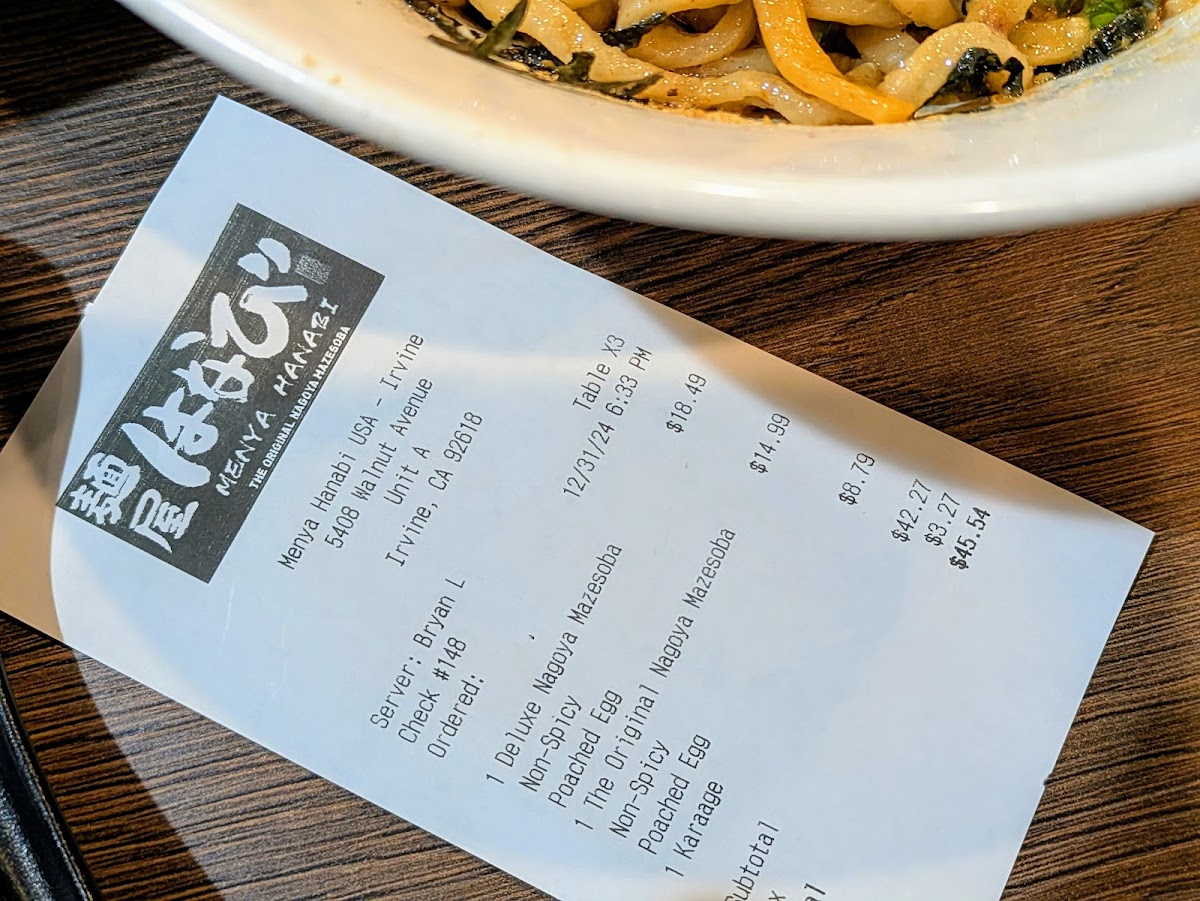 麺屋はなび
MENYA HANABI
THE ORIGINAL NAGOYA MAZESOBA
Menya Hanabi USA - Irvine
5408 Walnut Avenue
Unit A
Irvine, CA 92618
Server: Bryan L
Table X3
Check #148
12/31/24 6:33 PM
Ordered:
1 Deluxe Nagoya Mazesoba $18.49
Non-Spicy
Poached Egg
1 The Original Nagoya Mazesoba $14.99
Non-Spicy
Poached Egg
1 Karaage $8.79
Subtotal $42.27
x $3.27
al $45.54